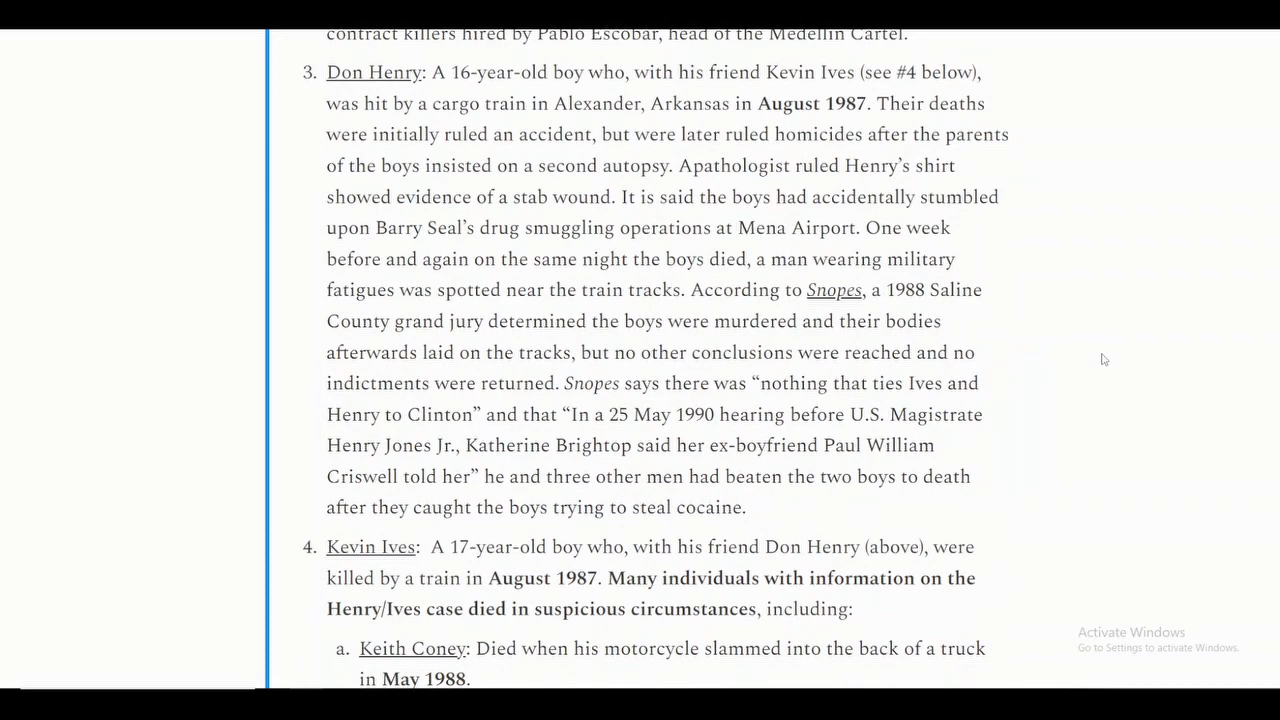 contract killers hired by Pablo Escobar, head of the Medellin Cartel.
3. Don Henry: A 16-year-old boy who, with his friend Kevin Ives (see #4 below),
was hit by a cargo train in Alexander, Arkansas in August 1987. Their deaths
were initially ruled an accident, but were later ruled homicides after the parents
of the boys insisted on a second autopsy. Apathologist ruled Henry’s shirt
showed evidence of a stab wound. It is said the boys had accidentally stumbled
upon Barry Seal’s drug smuggling operations at Mena Airport. One week
before and again on the same night the boys died, a man wearing military
fatigues was spotted near the train tracks. According to Snopes, a 1988 Saline
County grand jury determined the boys were murdered and their bodies
afterwards laid on the tracks, but no other conclusions were reached and no
indictments were returned. Snopes says there was “nothing that ties Ives and
Henry to Clinton” and that “In a 25 May 1990 hearing before U.S. Magistrate
Henry Jones Jr., Katherine Brightop said her ex-boyfriend Paul William
Criswell told her” he and three other men had beaten the two boys to death
after they caught the boys trying to steal cocaine.
4. Kevin Ives: A 17-year-old boy who, with his friend Don Henry (above), were
killed by a train in August 1987. Many individuals with information on the
Henry/Ives case died in suspicious circumstances, including:
a. Keith Coney: Died when his motorcycle slammed into the back of a truck
in May 1988.
Activate Windows
Go to Settings to activate Windows.